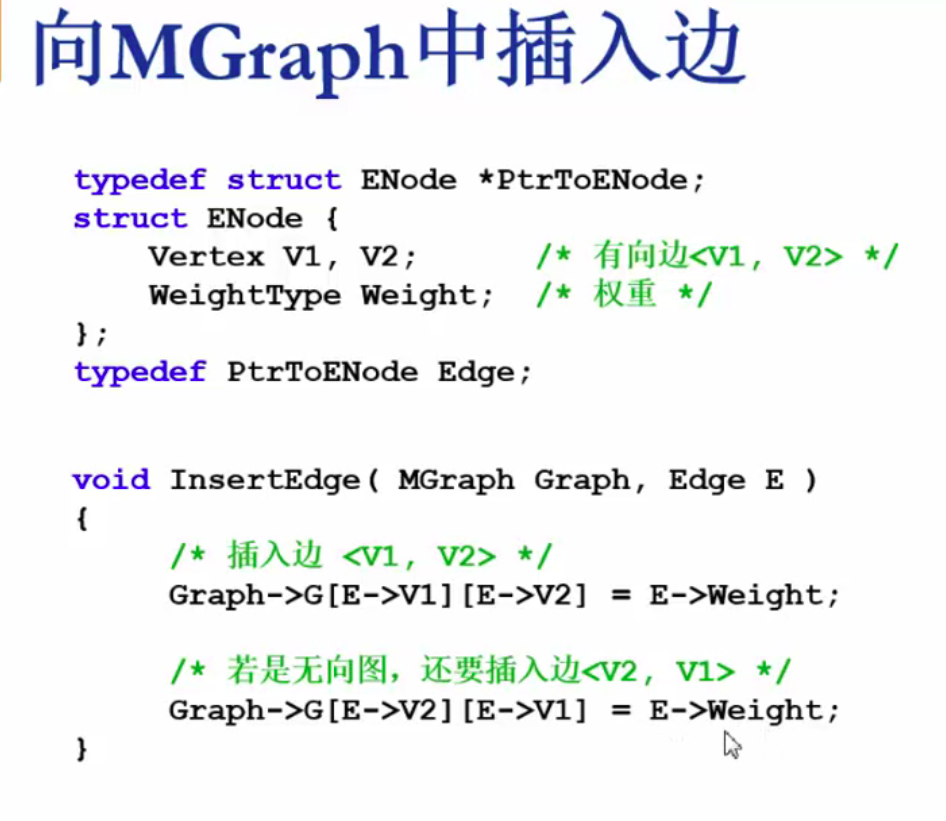 向MGraph中插入边
typedef struct ENode *PtrToENode;
struct ENode {
Vertex V1, V2; /* 有向边<V1, V2> */
WeightType Weight; /* 权重 */
};
typedef PtrToENode Edge;
void InsertEdge( MGraph Graph, Edge E )
{
/* 插入边 <V1, V2> */
Graph->G[E->V1][E->V2] = E->Weight;
/* 若是无向图，还要插入边<V2, V1> */
Graph->G[E->V2][E->V1] = E->Weight;
}